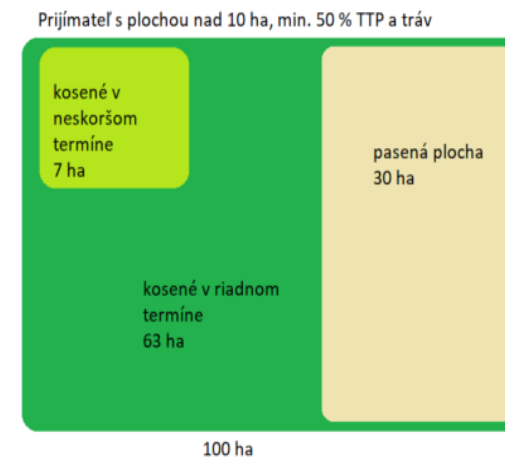 Prijímateľ s plochou nad 10 ha, min. 50 % TTP a tráv
kosené v
neskoršom
termíne
7 ha
pasená plocha
30 ha
kosené v riadnom
termíne
63 ha
100 ha